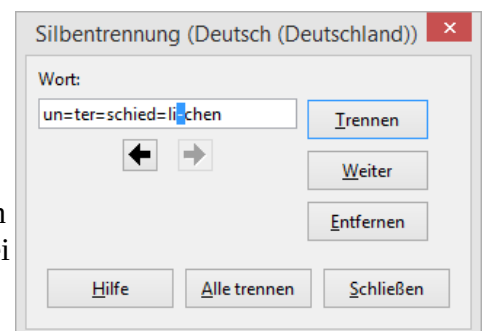 Silbentrennung (Deutsch (Deutschland))
Wort:
un=ter=schied=li-chen
Trennen
Weiter
Entfernen
Hilfe Alle trennen Schließen